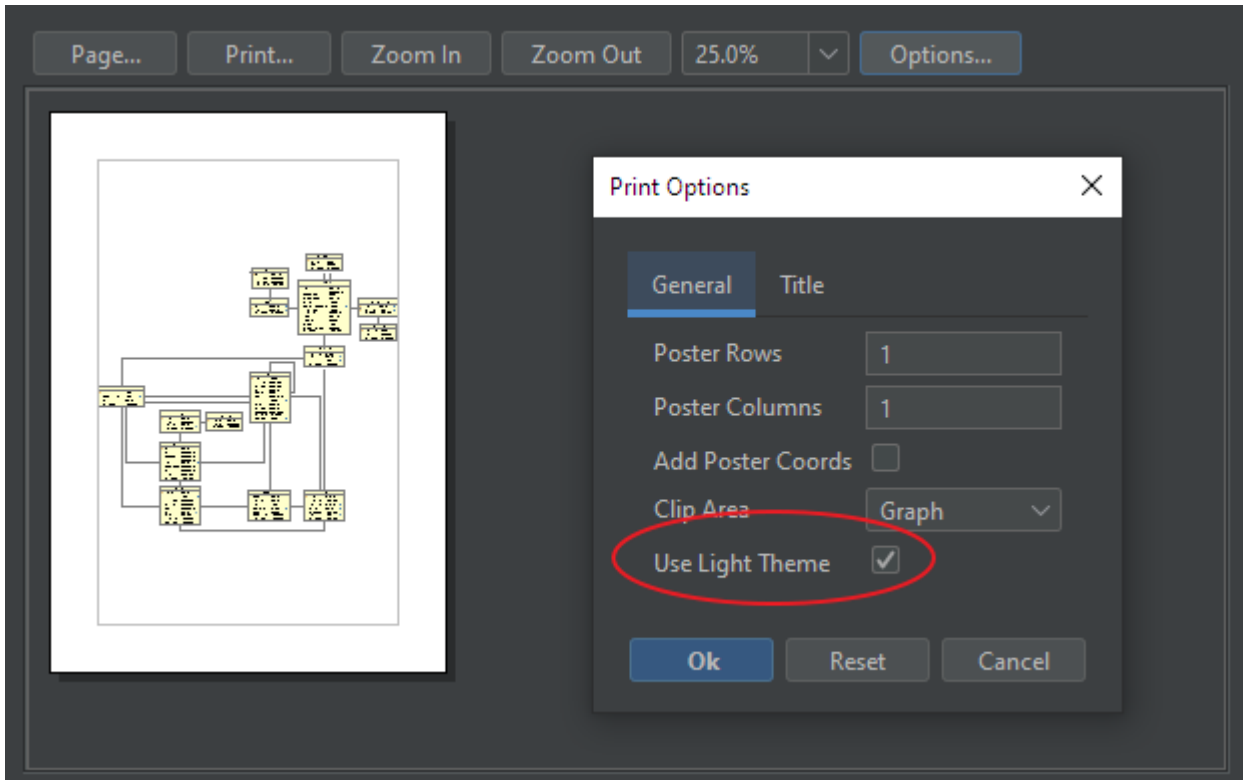 Page... Print... Zoom In Zoom Out 25.0% Options...
Print Options
General Title
Poster Rows 1
Poster Columns 1
Add Poster Coords
Clip Area Graph
Use Light Theme
Ok Reset Cancel